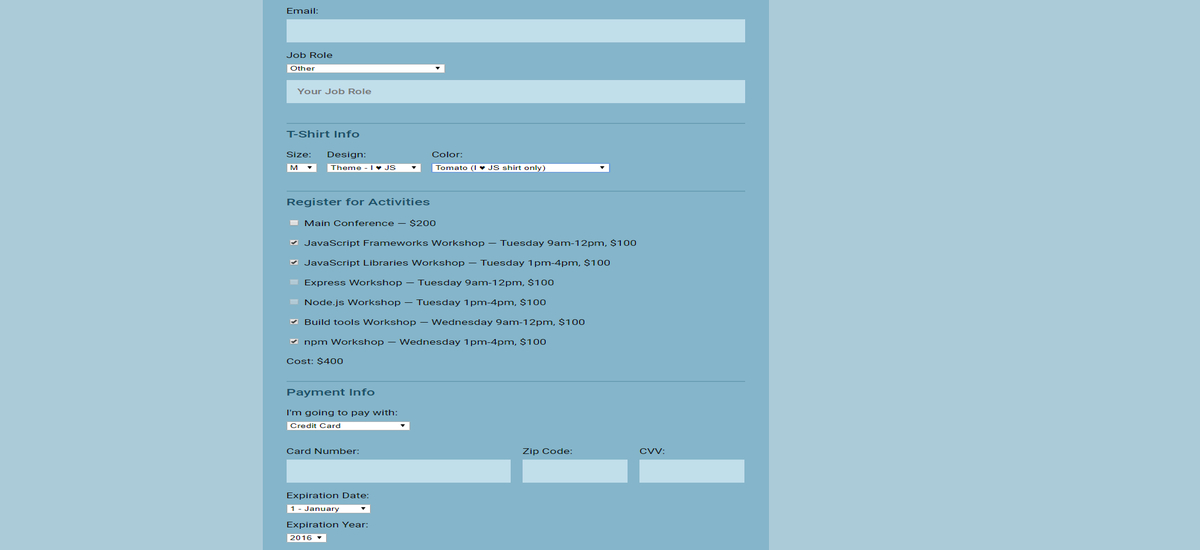 Email:
Job Role
Other
Your Job Role
T-Shirt Info
Size: Design: Color:
M Theme - I ♥ JS Tomato (I ♥ JS shirt only)
Register for Activities
Main Conference — $200
JavaScript Frameworks Workshop — Tuesday 9am-12pm, $100
JavaScript Libraries Workshop — Tuesday 1pm-4pm, $100
Express Workshop — Tuesday 9am-12pm, $100
Node.js Workshop — Tuesday 1pm-4pm, $100
Build tools Workshop — Wednesday 9am-12pm, $100
npm Workshop — Wednesday 1pm-4pm, $100
Cost: $400
Payment Info
I'm going to pay with:
Credit Card
Card Number: Zip Code: CVV:
Expiration Date:
1 - January
Expiration Year:
2016